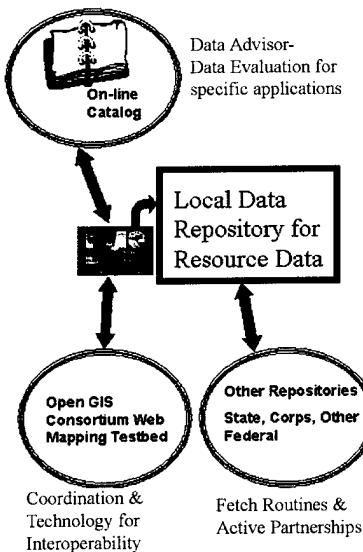 On-line
Catalog
Data Advisor-
Data Evaluation for
specific applications
Local Data
Repository for
Resource Data
Open GIS
Consortium Web
Mapping Testbed
Other Repositories
State, Corps, Other
Federal
Coordination &
Technology for
Interoperability
Fetch Routines &
Active Partnerships